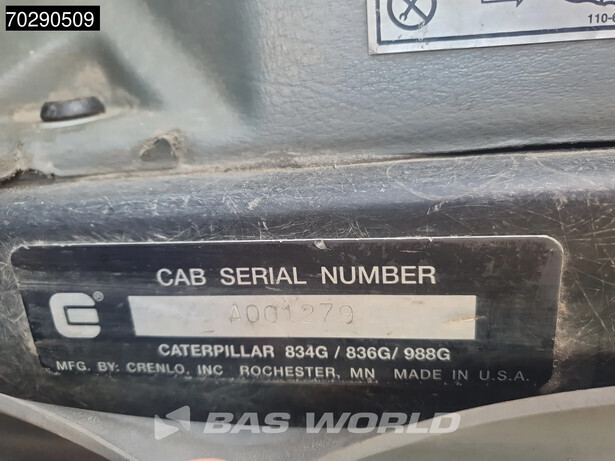 70290509
CAB SERIAL NUMBER
A001279
CATERPILLAR 834G / 836G / 988G
MFG. BY: CRENLO, INC ROCHESTER, MN MADE IN U.S.A.
BAS WORLD